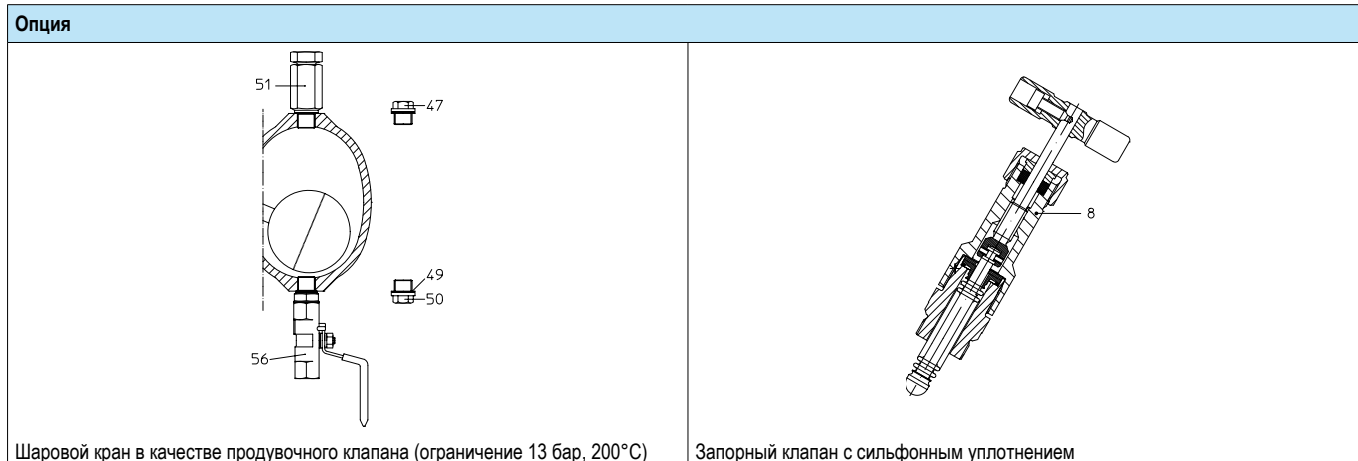 Опция
51
47
49
50
56
8
Шаровой кран в качестве продувочного клапана (ограничение 13 бар, 200°C)
Запорный клапан с сильфонным уплотнением